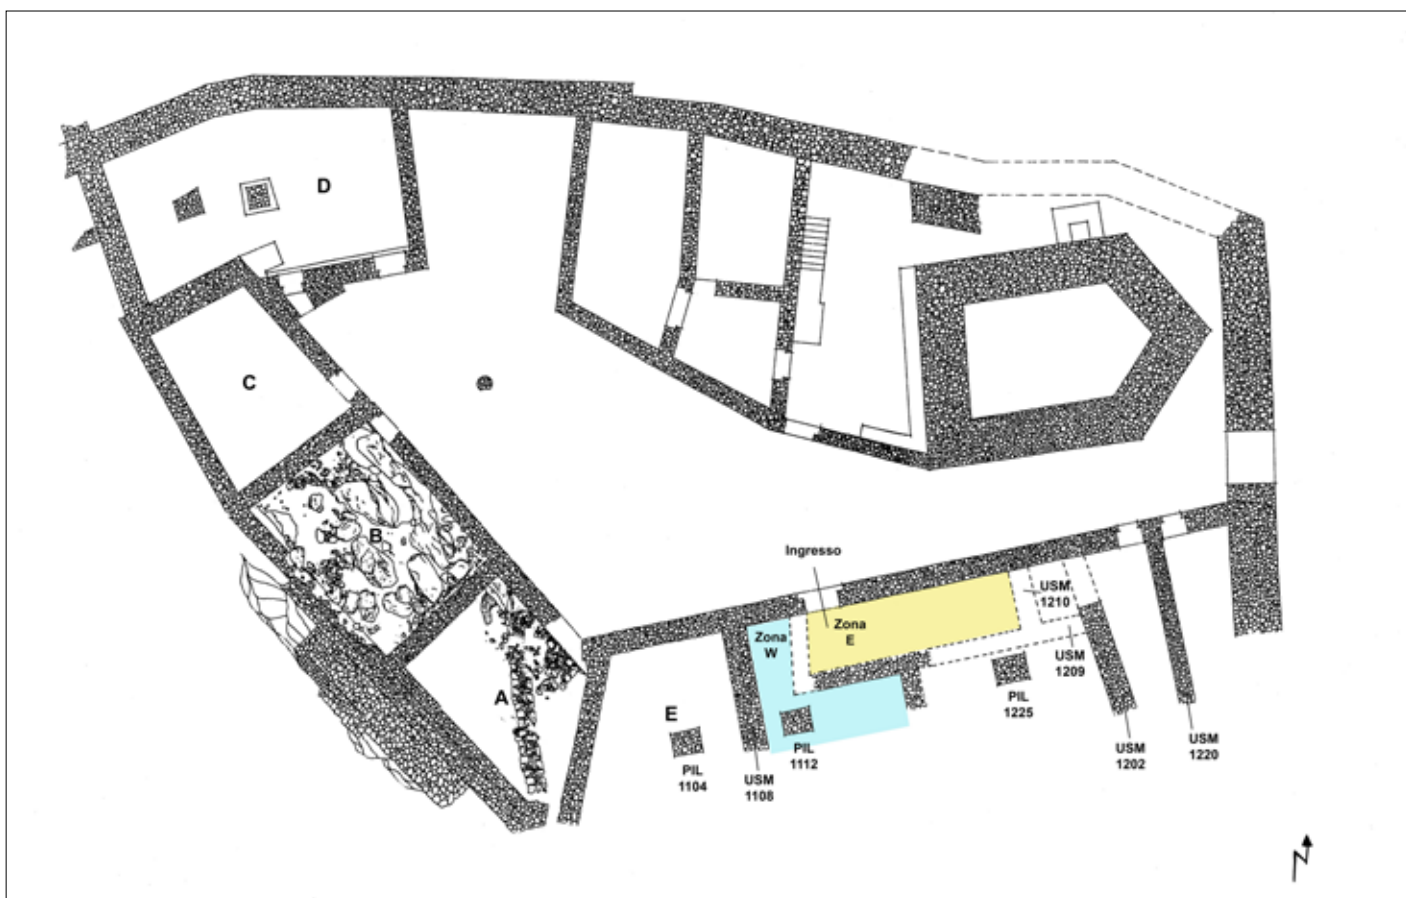 D
C
B
Ingresso
USM
1210
Zona
W
Zona
E
USM
1209
A
E
PIL
1225
PIL
1104
USM
1108
PIL
1112
USM
1202
USM
1220